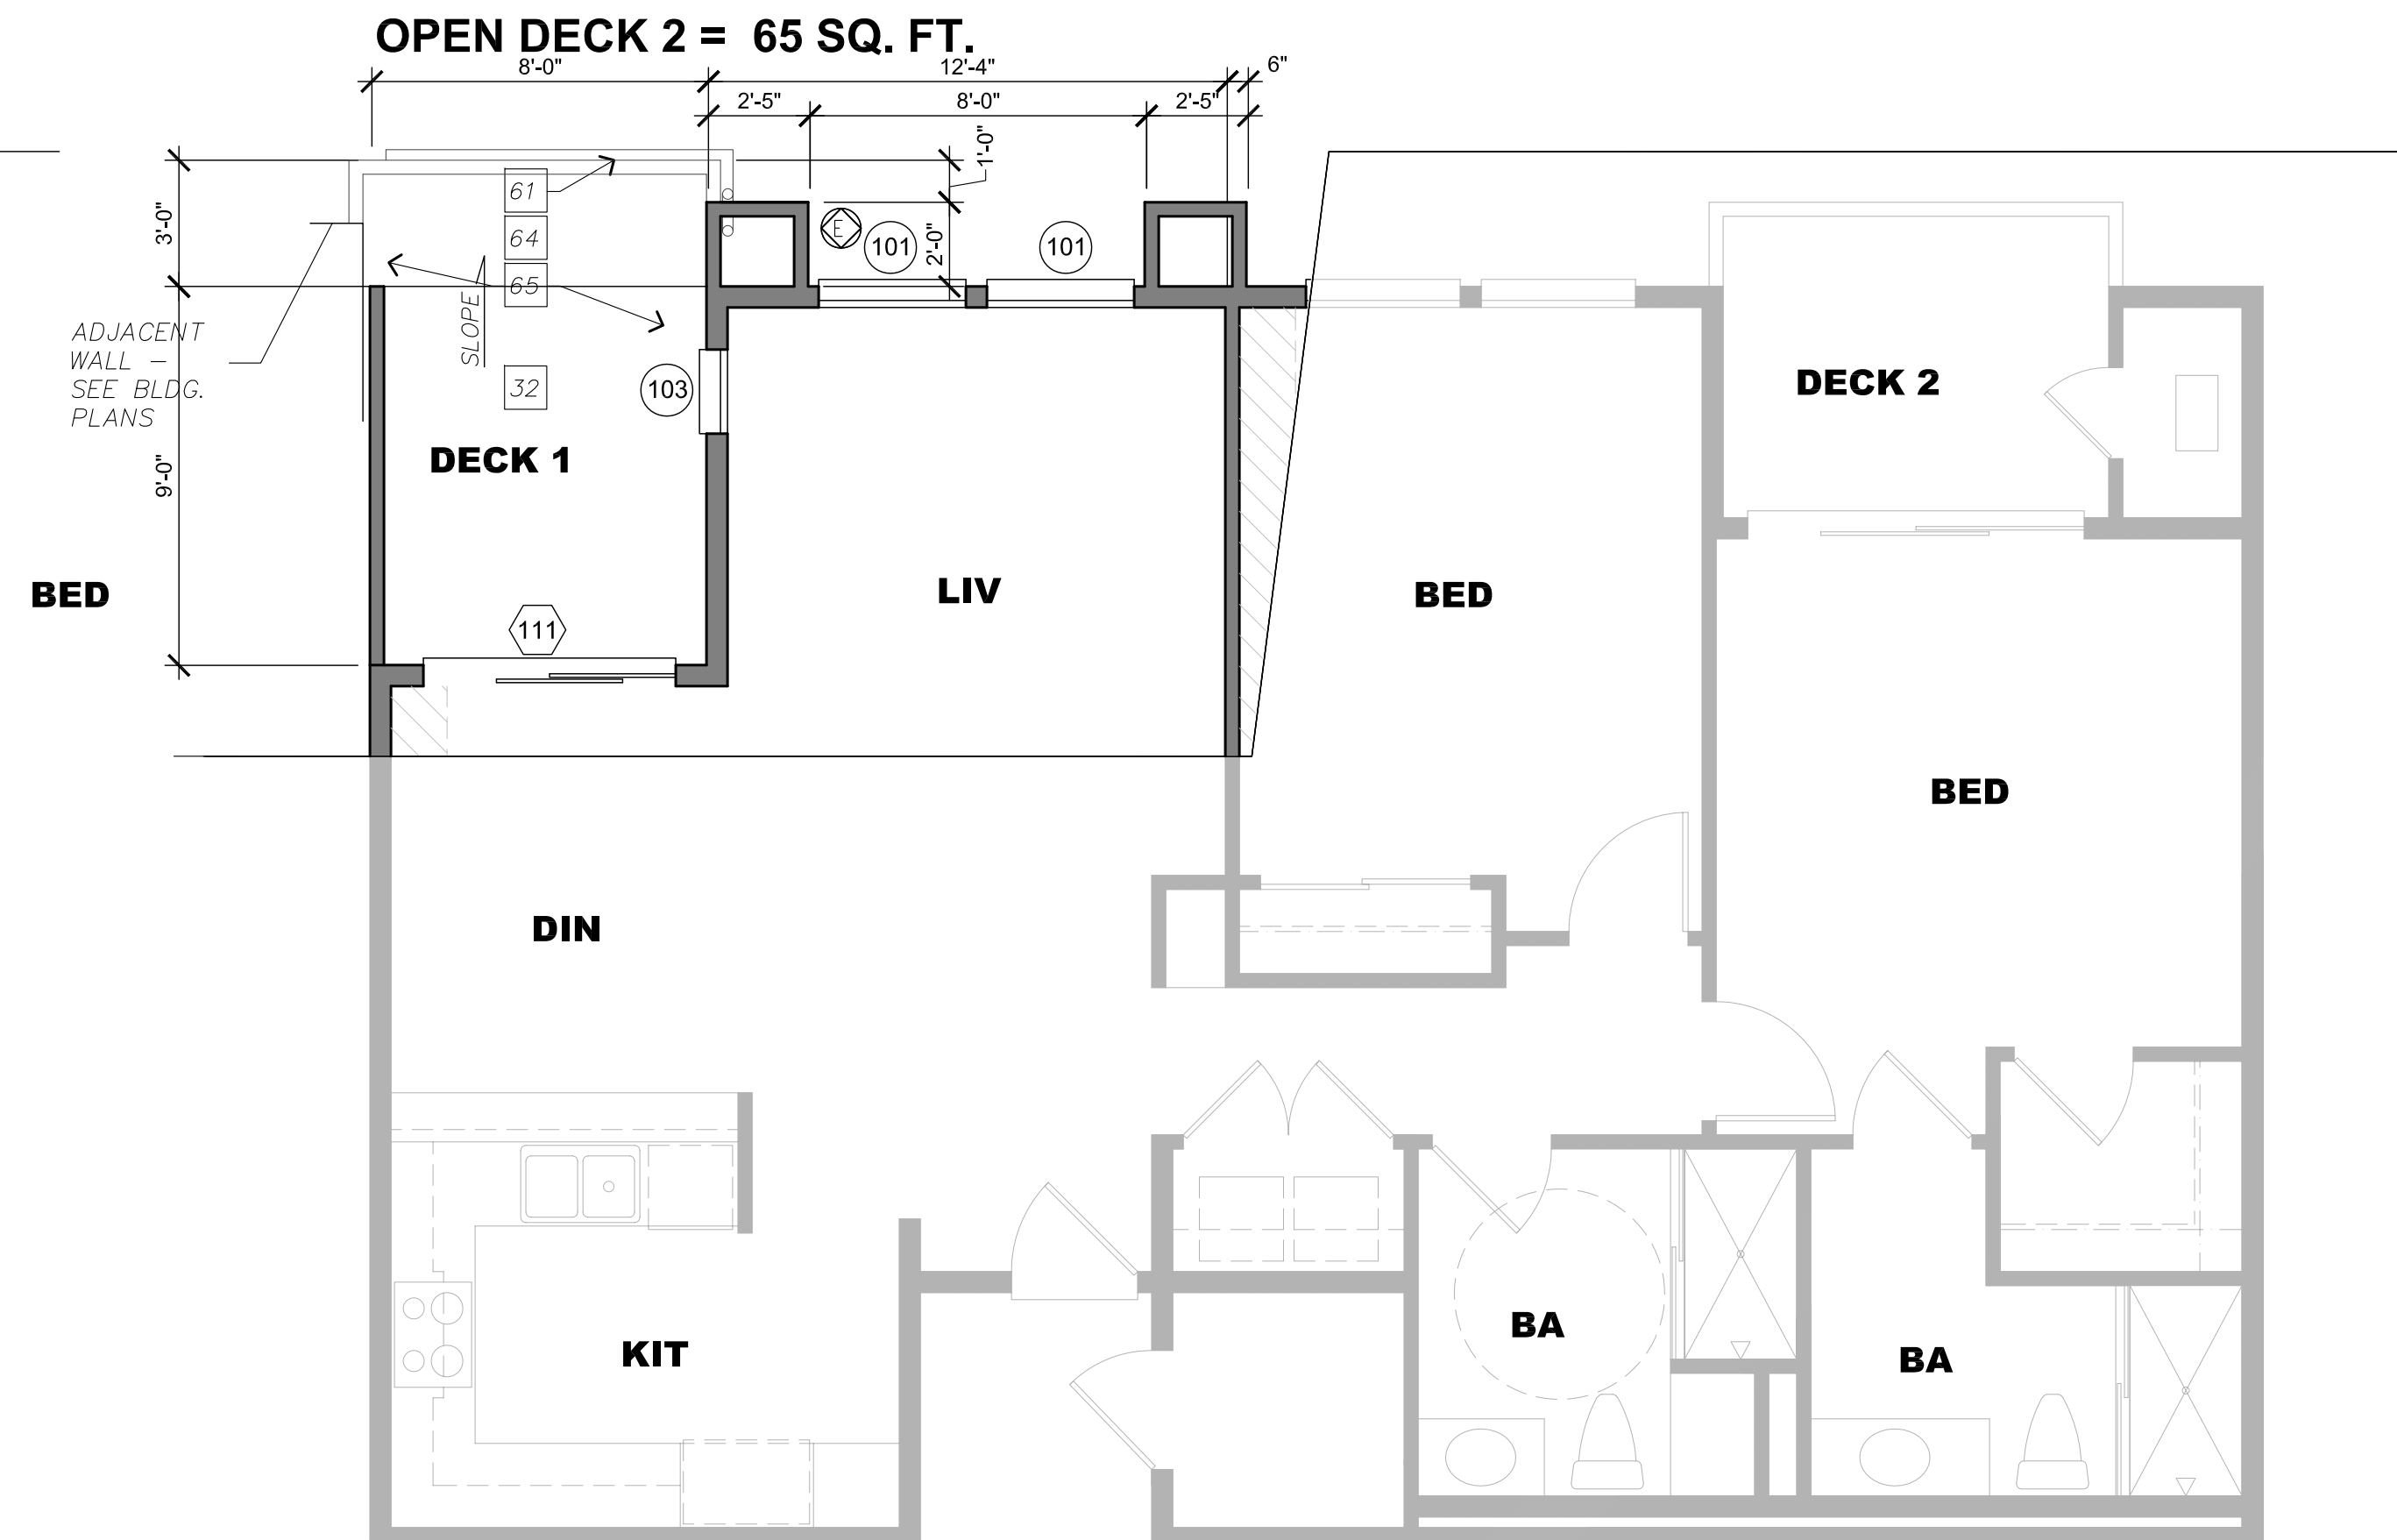 OPEN DECK 2 = 65 SQ. FT.
8'-0"
12'-4"
6"
2'-5"
8'-0"
2'-5"
1'-0"
3'-0"
2'-0"
61
64
65
SLOPE
32
E
101
101
103
ADJACENT
WALL –
SEE BLDG.
PLANS
9'-0"
DECK 1
DECK 2
BED
111
LIV
BED
BED
DIN
KIT
BA
BA